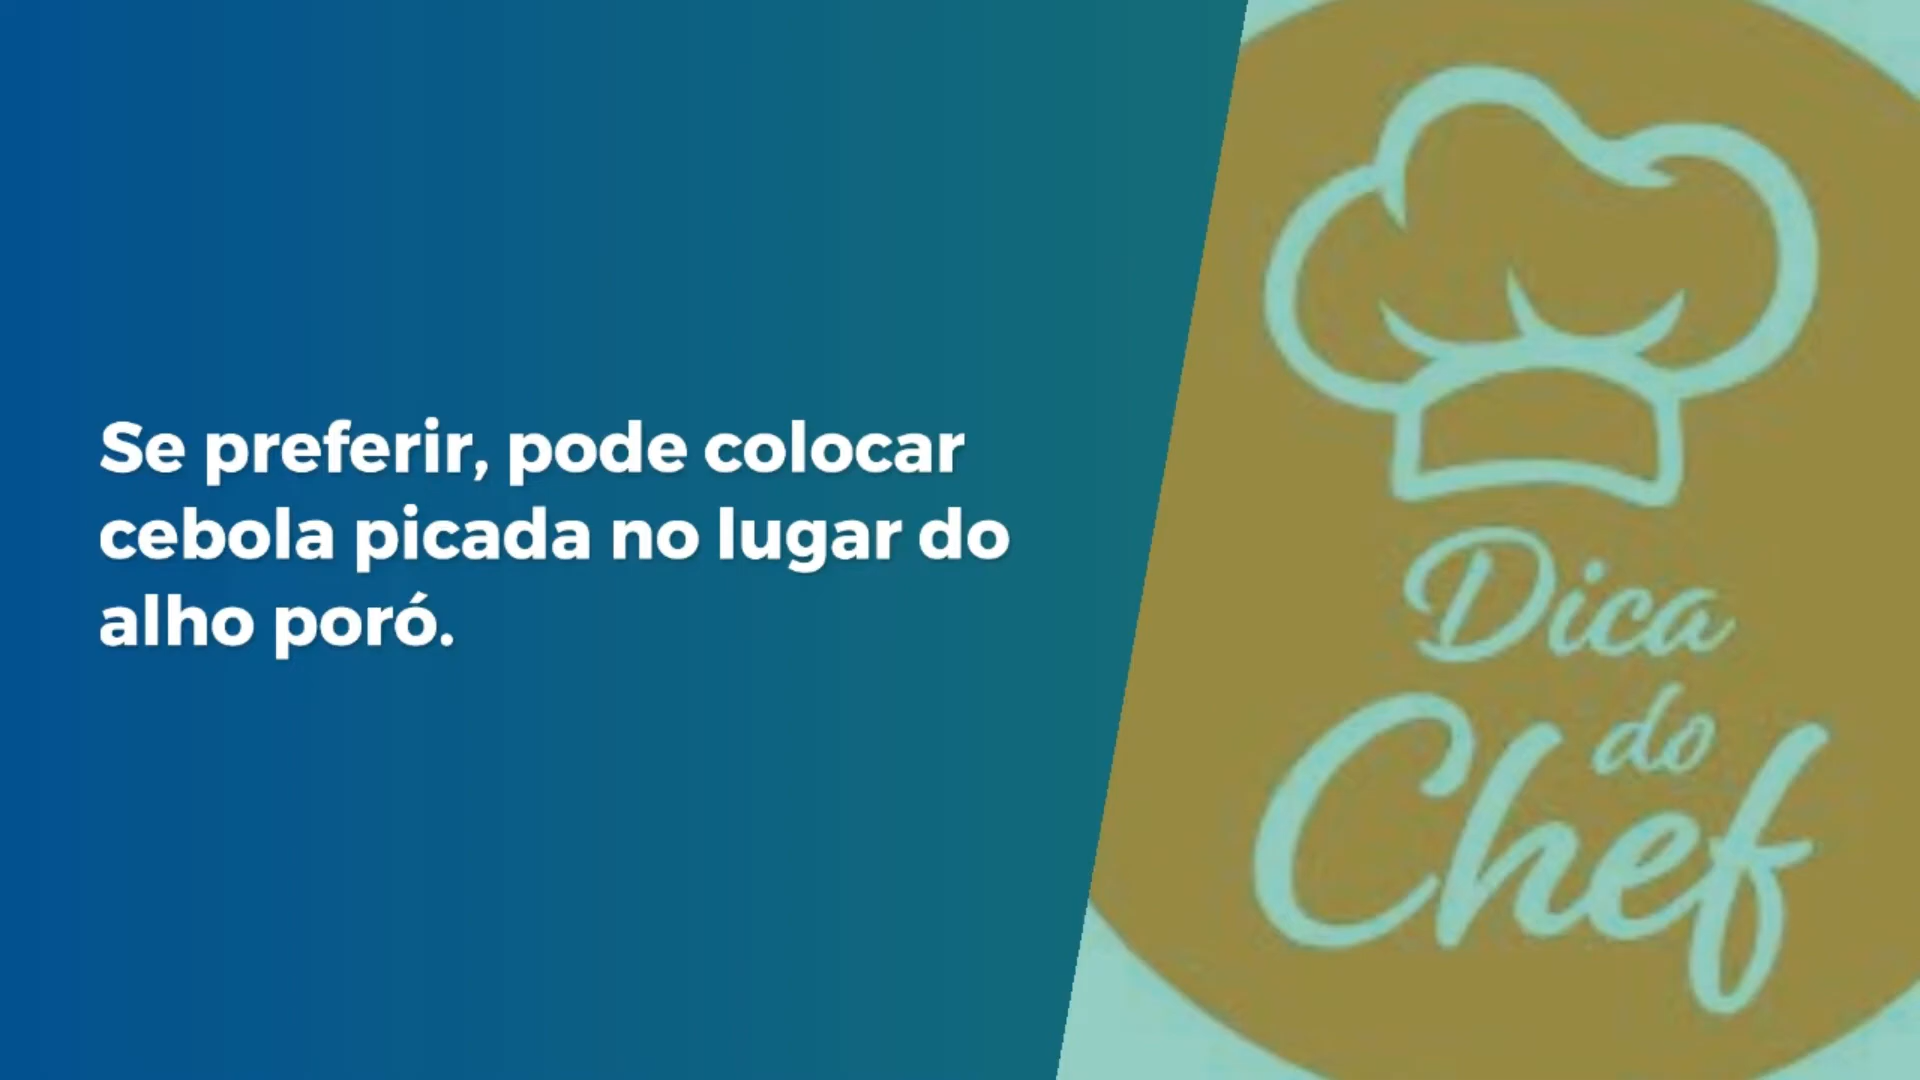 Se preferir, pode colocar
cebola picada no lugar do
alho poró.
Dica
do
Chef